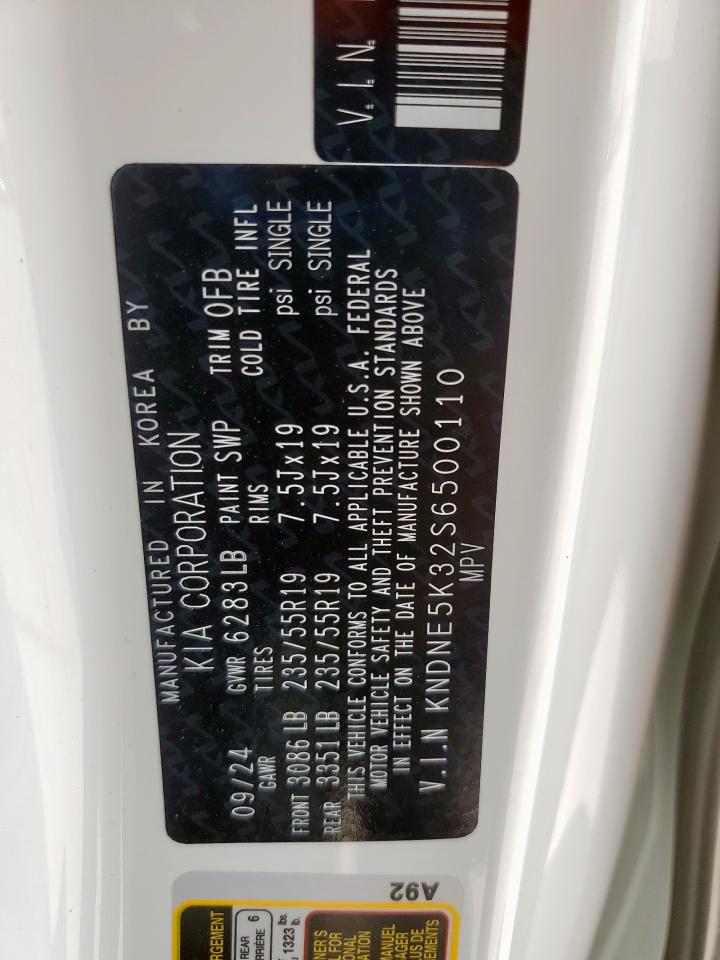 V.I.N.
MANUFACTURED IN KOREA BY
KIA CORPORATION
09/24 GVWR 6283LB PAINT SWP TRIM OFB
GAWR TIRES RIMS COLD TIRE INFL
FRONT 3086LB 235/55R19 7.5Jx19 psi SINGLE
REAR 3351LB 235/55R19 7.5Jx19 psi SINGLE
THIS VEHICLE CONFORMS TO ALL APPLICABLE U.S.A. FEDERAL
MOTOR VEHICLE SAFETY AND THEFT PREVENTION STANDARDS
IN EFFECT ON THE DATE OF MANUFACTURE SHOWN ABOVE
V.I.N KNDNE5K32S6500110
MPV
A92
REAR 6
1323 lbs.
MANUEL